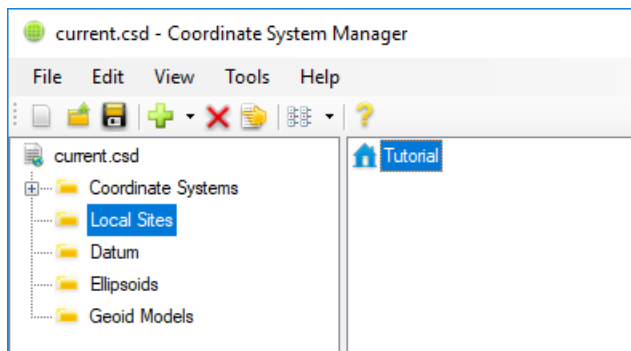 current.csd - Coordinate System Manager
File Edit View Tools Help
current.csd
Coordinate Systems
Local Sites
Datum
Ellipsoids
Geoid Models
Tutorial